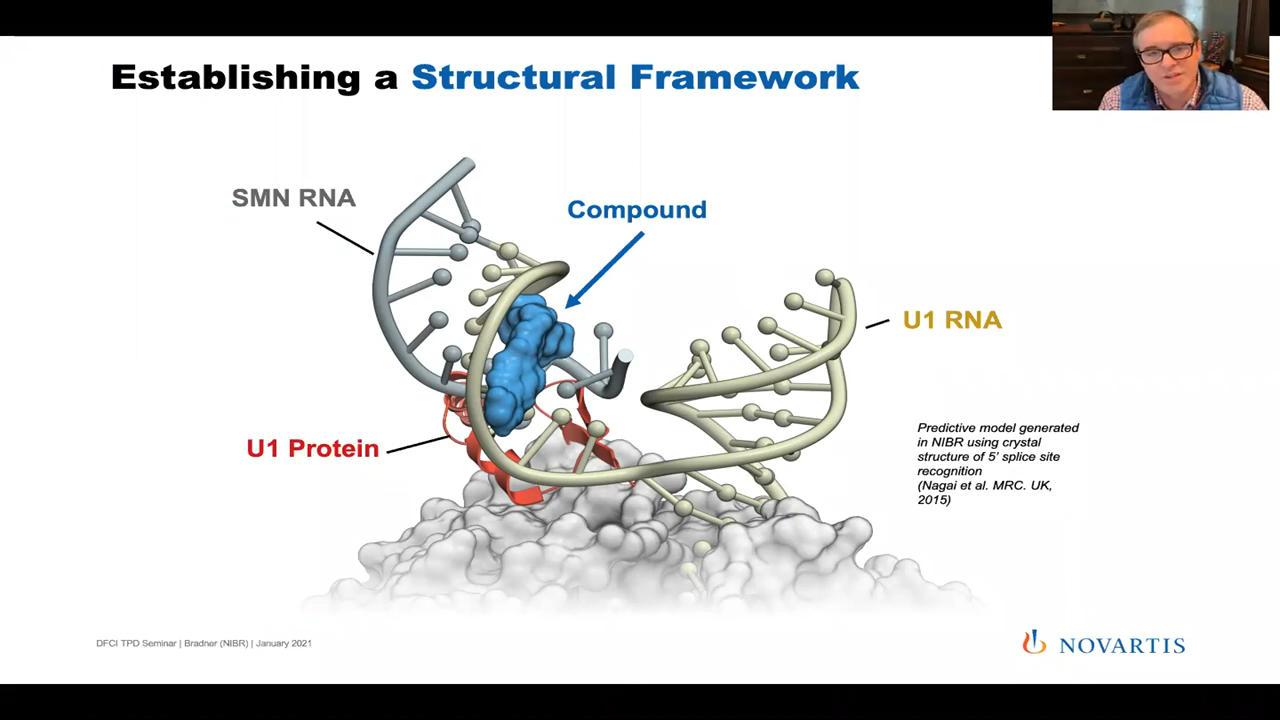 Establishing a Structural Framework
SMN RNA
Compound
U1 RNA
U1 Protein
Predictive model generated
in NIBR using crystal
structure of 5' splice site
recognition
(Nagai et al. MRC. UK,
2015)
DFCI TPD Seminar | Bradner (NIBR) | January 2021
NOVARTIS